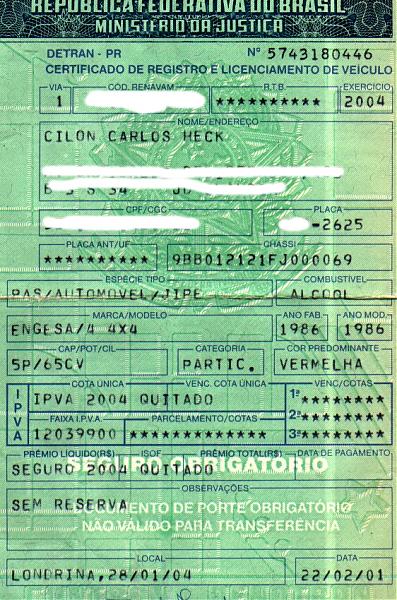 REPÚBLICA FEDERATIVA DO BRASIL
MINISTÉRIO DA JUSTIÇA
DETRAN - PR Nº 5743180446
CERTIFICADO DE REGISTRO E LICENCIAMENTO DE VEÍCULO
VIA CÓD. RENAVAM R.T.B. EXERCÍCIO
1 ********** 2004
NOME/ENDEREÇO
CILON CARLOS HECK
CPF/CGC PLACA
-2625
PLACA ANT/UF CHASSI
********** 9BB012121FJ000069
ESPÉCIE TIPO COMBUSTÍVEL
PAS/AUTOMOVEL/JIPE ALCOOL
MARCA/MODELO ANO FAB. ANO MOD.
ENGESA/4 4X4 1986 1986
CAP/POT/CIL CATEGORIA COR PREDOMINANTE
5P/65CV PARTIC. VERMELHA
IPVA
COTA ÚNICA VENC. COTA ÚNICA VENC/COTAS
IPVA 2004 QUITADO 1ª ********
FAIXA I.P.V.A. PARCELAMENTO/COTAS 2ª ********
12039900 ************* 3ª ********
PRÊMIO LÍQUIDO(R$) ISOF PRÊMIO TOTAL(R$) DATA DE PAGAMENTO
SEGURO OBRIGATÓRIO
SEGURO 2004 QUITADO
OBSERVAÇÕES
SEM RESERVA
DOCUMENTO DE PORTE OBRIGATÓRIO
NÃO VÁLIDO PARA TRANSFERÊNCIA
LOCAL DATA
LONDRINA,28/01/04 22/02/01